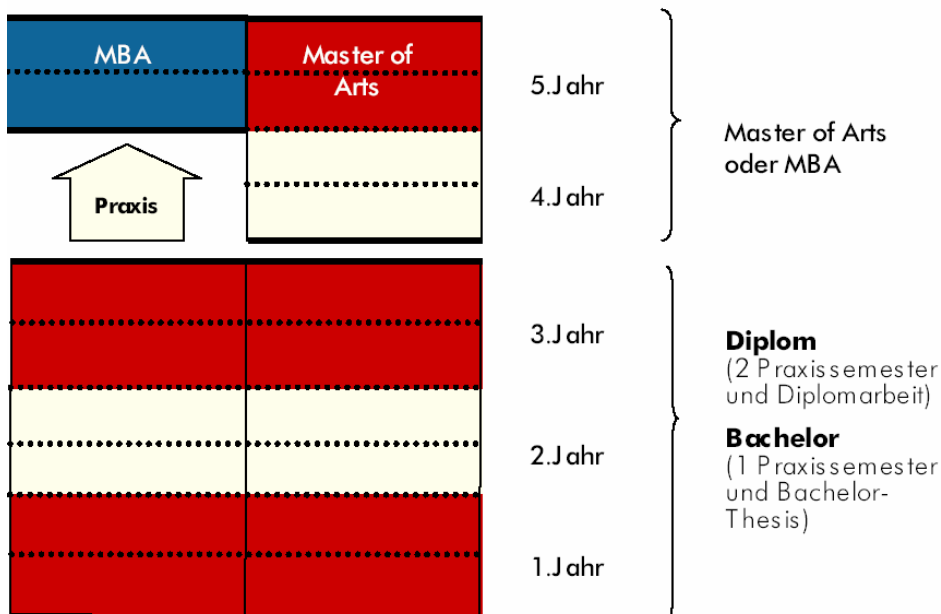 MBA
Master of
Arts
Praxis
5.Jahr
4.Jahr
Master of Arts
oder MBA
3.Jahr
2.Jahr
1.Jahr
Diplom
(2 Praxissemester
und Diplomarbeit)
Bachelor
(1 Praxissemester
und Bachelor-
Thesis)